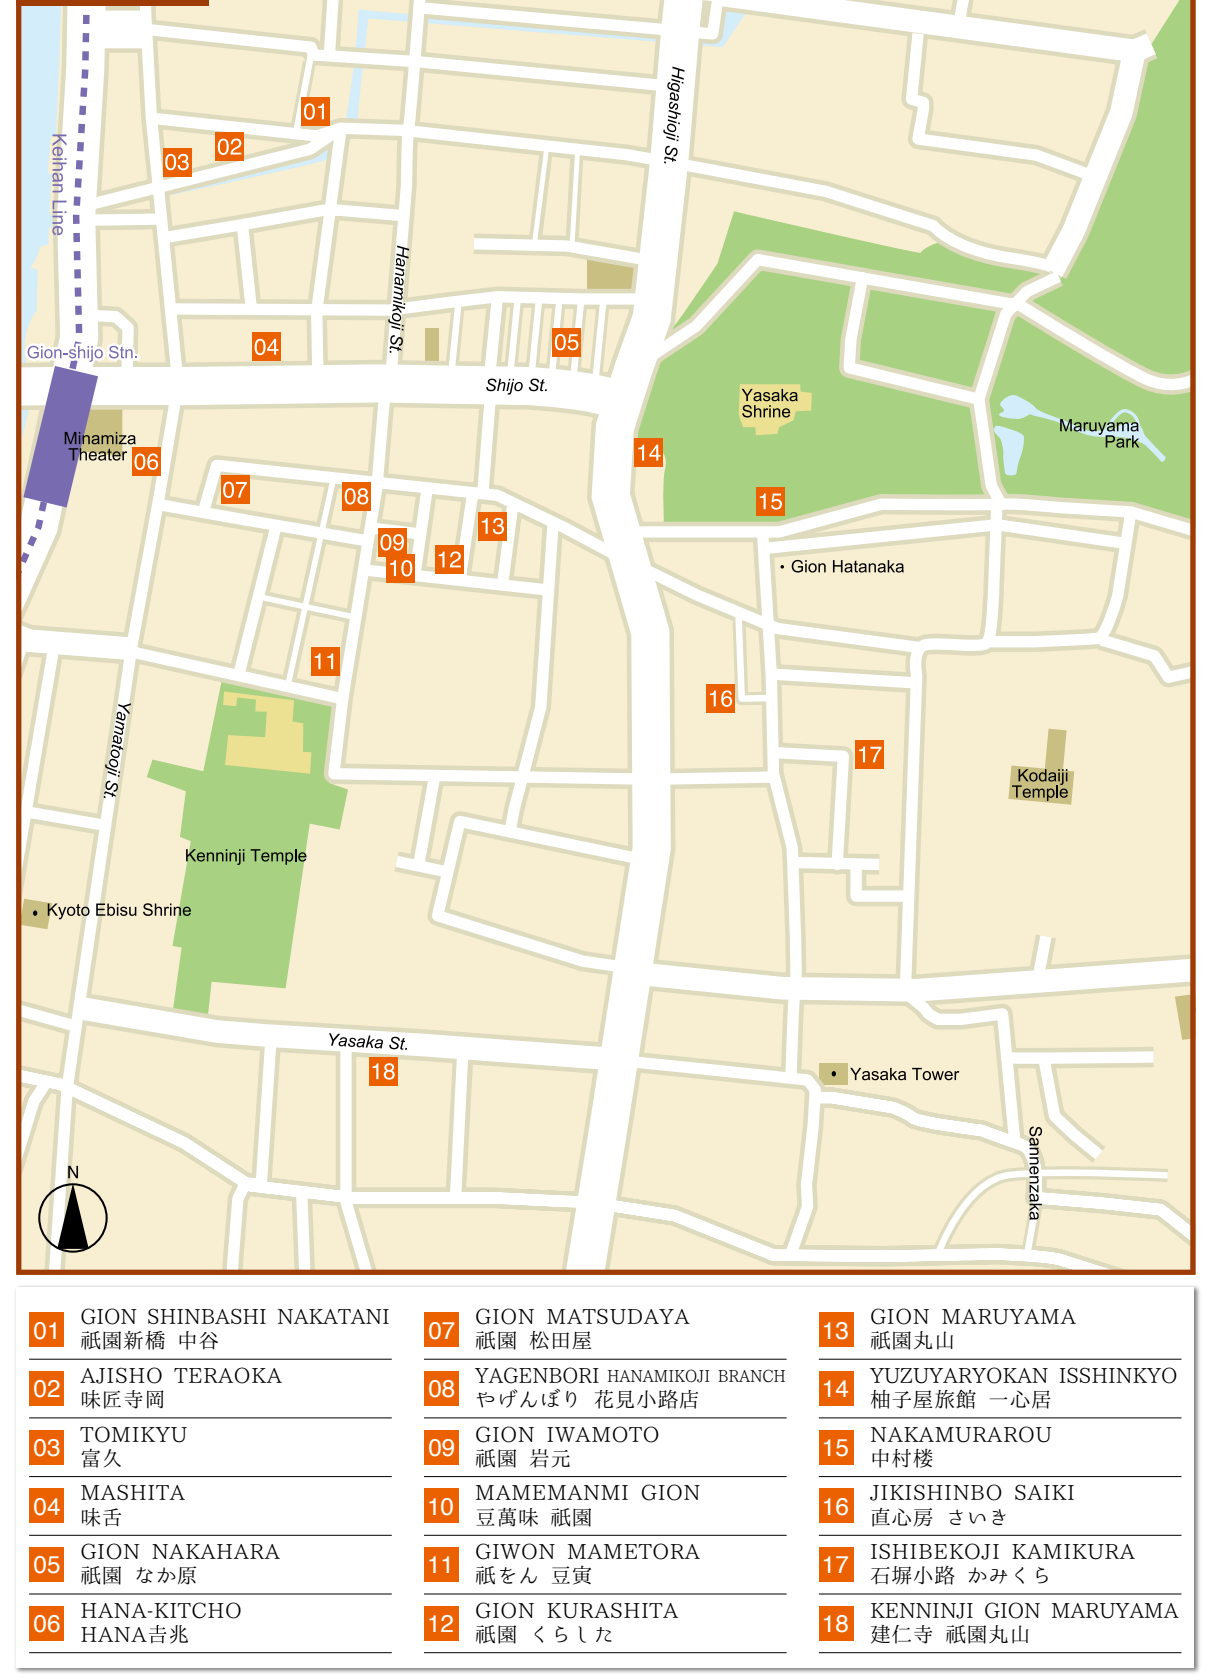 01
Higashioji St.
02
03
Keihan Line
Hanamikoji St.
Gion-shijo Stn.
04
05
Shijo St.
Yasaka
Shrine
Minamiza
Theater
06
Maruyama
Park
14
07
08
15
13
09
10
12
Gion Hatanaka
11
16
Yamatooji St.
17
Kodaiji
Temple
Kenninji Temple
Kyoto Ebisu Shrine
Yasaka St.
18
Yasaka Tower
Sannenzaka
N
01 GION SHINBASHI NAKATANI
祇園新橋 中谷
02 AJISHO TERAOKA
味匠寺岡
03 TOMIKYU
富久
04 MASHITA
味舌
05 GION NAKAHARA
祇園 なか原
06 HANA-KITCHO
HANA吉兆
07 GION MATSUDAYA
祇園 松田屋
08 YAGENBORI HANAMIKOJI BRANCH
やげんぼり 花見小路店
09 GION IWAMOTO
祇園 岩元
10 MAMEMANMI GION
豆萬味 祇園
11 GIWON MAMETORA
祇をん 豆寅
12 GION KURASHITA
祇園 くらした
13 GION MARUYAMA
祇園丸山
14 YUZUYARYOKAN ISSHINKYO
柚子屋旅館 一心居
15 NAKAMURAROU
中村楼
16 JIKISHINBO SAIKI
直心房 さいき
17 ISHIBEKOJI KAMIKURA
石塀小路 かみくら
18 KENNINJI GION MARUYAMA
建仁寺 祇園丸山